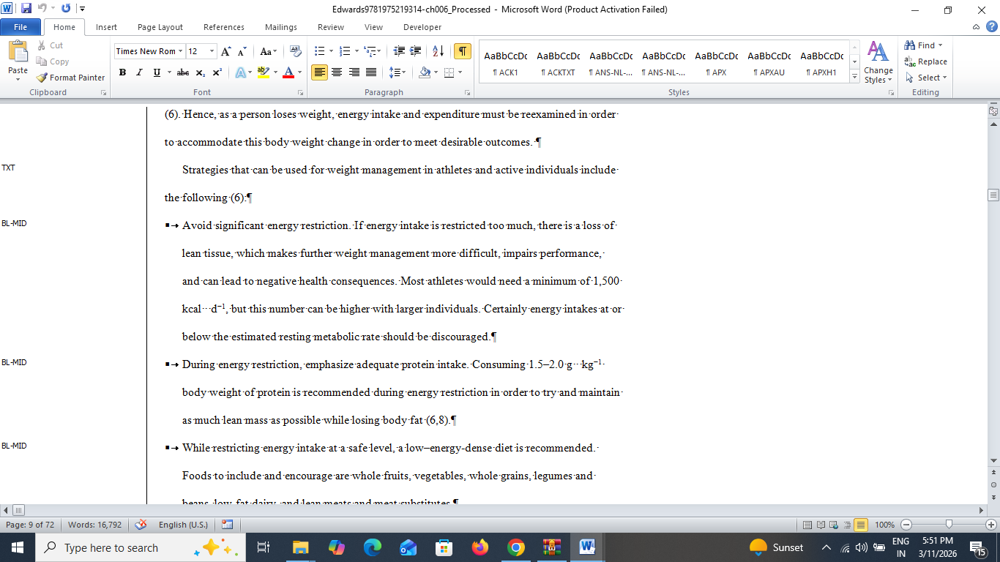 Edwards9781975219314-ch006_Processed - Microsoft Word (Product Activation Failed)
File Home Insert Page Layout References Mailings Review View Developer
Paste Cut Copy Format Painter Clipboard
Times New Rom 12 Font
Paragraph
AaBbCcDc AaBbCcDc AaBbCcDc AaBbCcDc AaBbCcDc AaBbCcDc AaBbCcDc
¶ ACK1 ¶ ACKTXT ¶ ANS-NL-... ¶ ANS-NL-... ¶ APX ¶ APXAU ¶ APXH1
Styles
Change Styles
Find Replace Select Editing
(6). Hence, as a person loses weight, energy intake and expenditure must be reexamined in order
to accommodate this body weight change in order to meet desirable outcomes. ¶
TXT Strategies that can be used for weight management in athletes and active individuals include
the following (6):¶
BL-MID ▪→ Avoid significant energy restriction. If energy intake is restricted too much, there is a loss of
lean tissue, which makes further weight management more difficult, impairs performance,
and can lead to negative health consequences. Most athletes would need a minimum of 1,500
kcal · d⁻¹, but this number can be higher with larger individuals. Certainly energy intakes at or
below the estimated resting metabolic rate should be discouraged.¶
BL-MID ▪→ During energy restriction, emphasize adequate protein intake. Consuming 1.5–2.0 g · kg⁻¹
body weight of protein is recommended during energy restriction in order to try and maintain
as much lean mass as possible while losing body fat (6,8).¶
BL-MID ▪→ While restricting energy intake at a safe level, a low–energy-dense diet is recommended.
Foods to include and encourage are whole fruits, vegetables, whole grains, legumes and
beans, low-fat dairy, and lean meats and meat substitutes.¶
Page: 9 of 72 Words: 16,792 English (U.S.) 100%
Type here to search Sunset ENG 5:51 PM
IN 3/11/2026 15